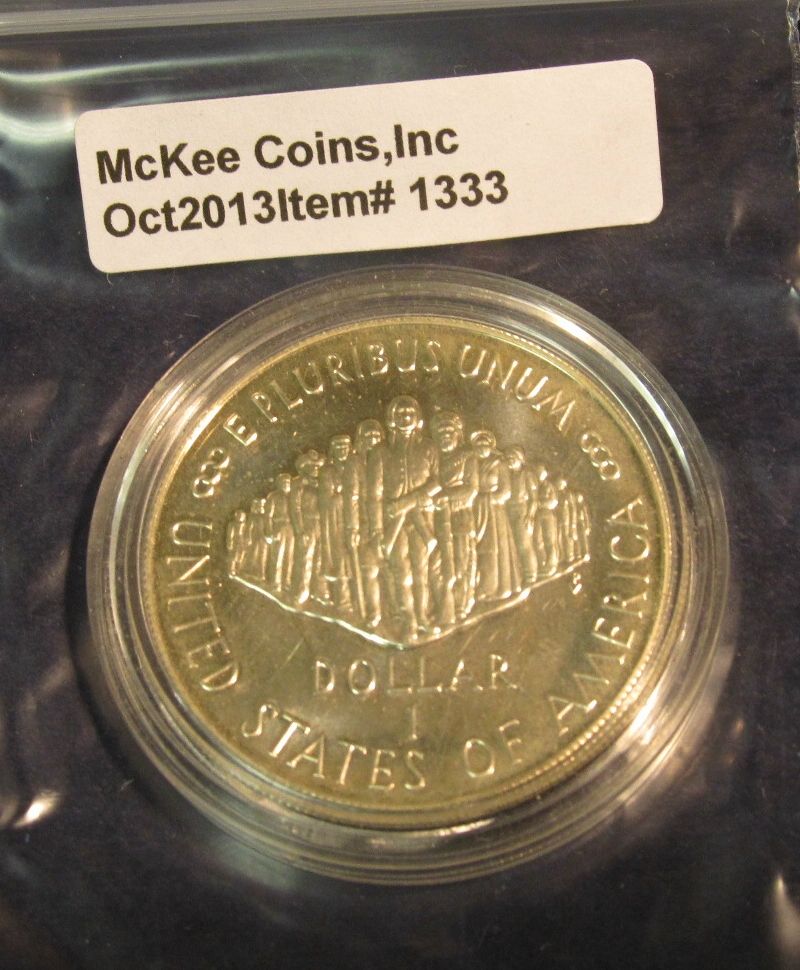 McKee Coins,Inc
Oct2013Item# 1333
E PLURIBUS UNUM
DOLLAR
1
UNITED STATES OF AMERICA